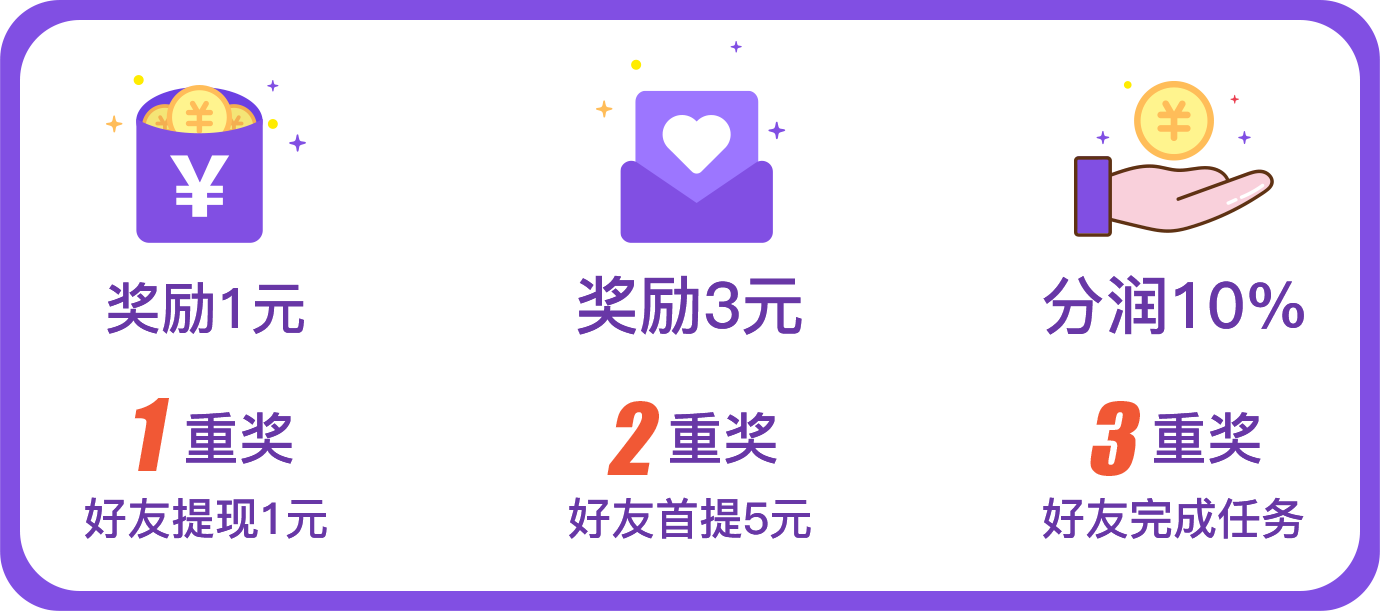 ¥
¥
¥
¥
¥
奖励1元
奖励3元
分润10%
1重奖
2重奖
3重奖
好友提现1元
好友首提5元
好友完成任务